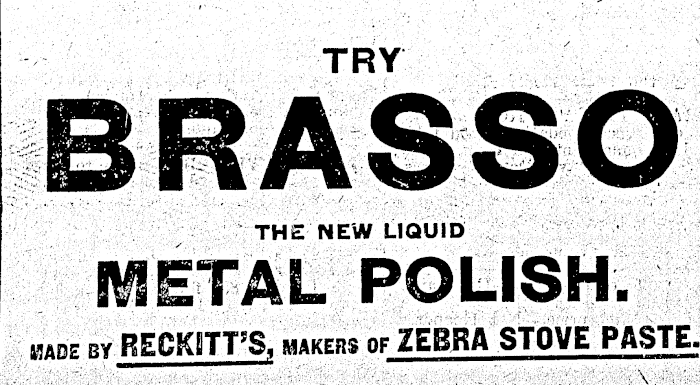 TRY
BRASSO
THE NEW LIQUID
METAL POLISH.
MADE BY RECKITT'S, MAKERS OF ZEBRA STOVE PASTE.